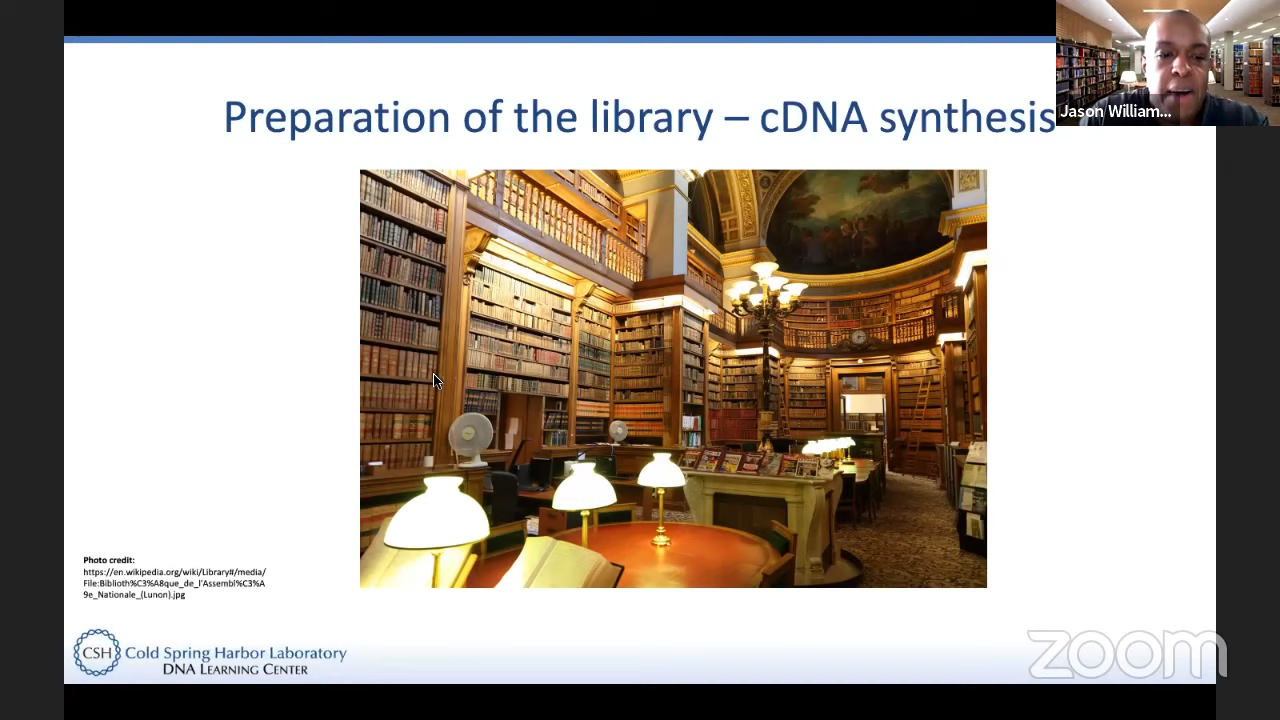 Preparation of the library – cDNA synthesis
Jason William...
Photo credit:
https://en.wikipedia.org/wiki/Library#/media/
File:Biblioth%C3%A8que_de_l'Assembl%C3%A
9e_Nationale_(Lunon).jpg
CSH
Cold Spring Harbor Laboratory
DNA LEARNING CENTER
zoom